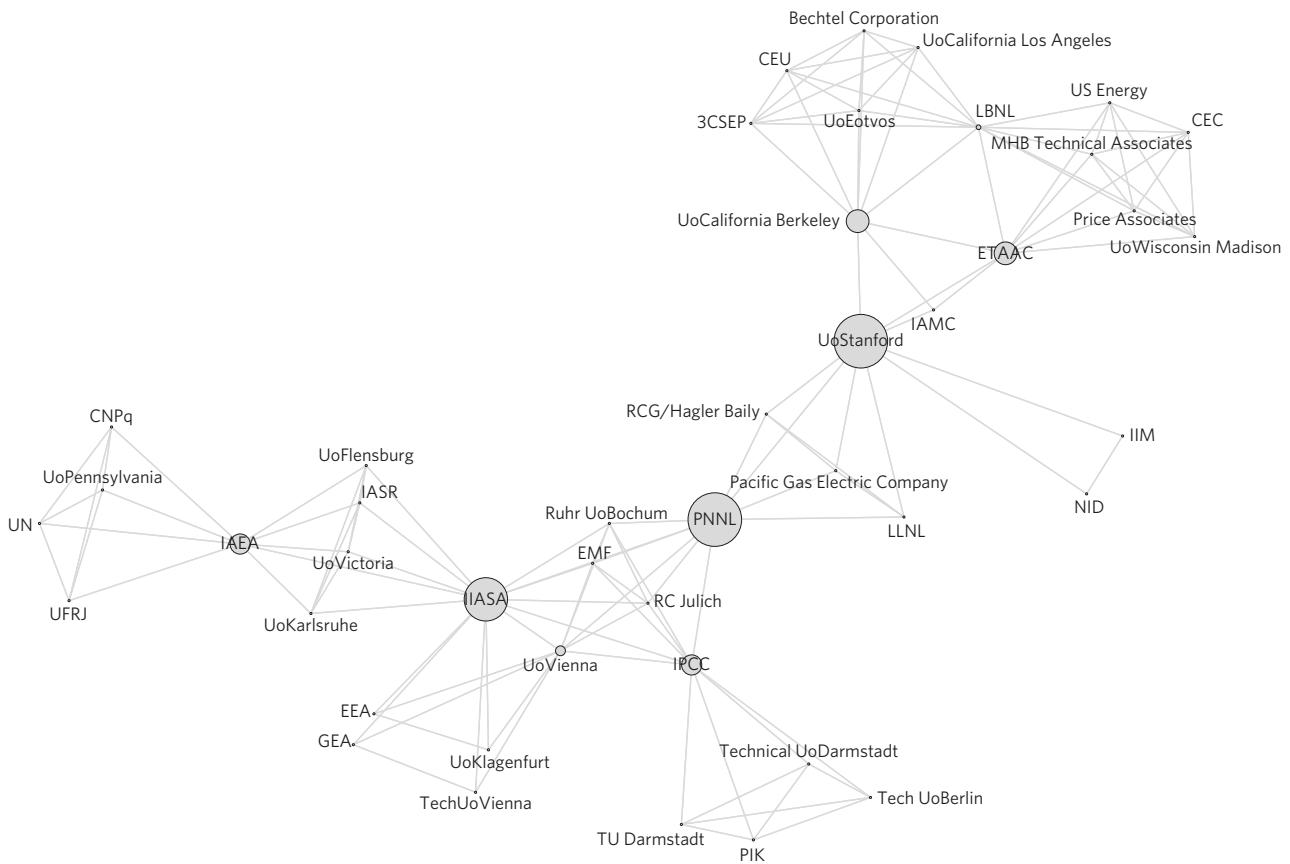 Bechtel Corporation
UoCalifornia Los Angeles
CEU
US Energy
LBNL
3CSEP
UoEotvos
CEC
MHB Technical Associates
UoCalifornia Berkeley
Price Associates
UoWisconsin Madison
ETAAC
IAMC
UoStanford
RCG/Hagler Baily
CNPq
IIM
UoFlensburg
UoPennsylvania
Pacific Gas Electric Company
IASR
NID
Ruhr UoBochum
PNNL
UN
LLNL
IAEA
EMF
UoVictoria
IIASA
RC Julich
UFRJ
UoKarlsruhe
UoVienna
IPCC
EEA
GEA
Technical UoDarmstadt
UoKlagenfurt
Tech UoBerlin
TechUoVienna
TU Darmstadt
PIK